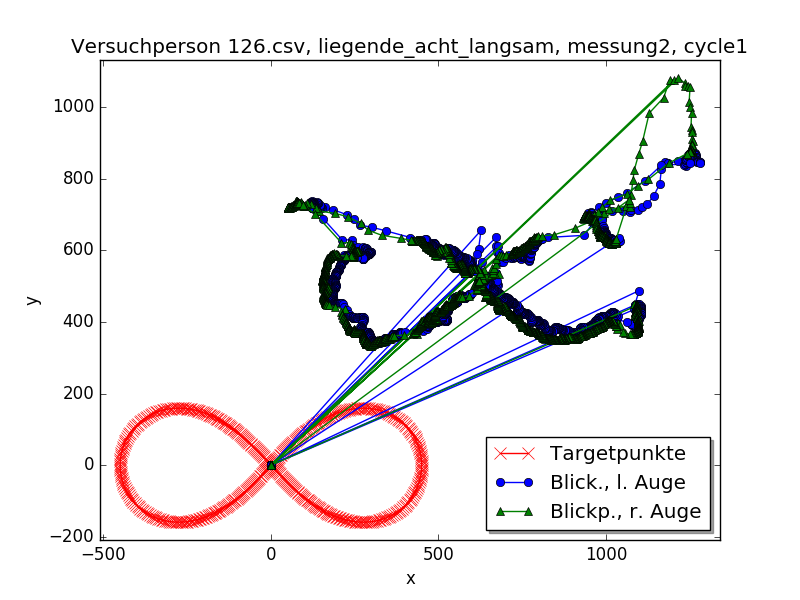 Versuchperson 126.csv, liegende_acht_langsam, messung2, cycle1
1000
800
600
400
200
0
−200
y
−500
0
500
1000
x
Targetpunkte
Blick., l. Auge
Blickp., r. Auge